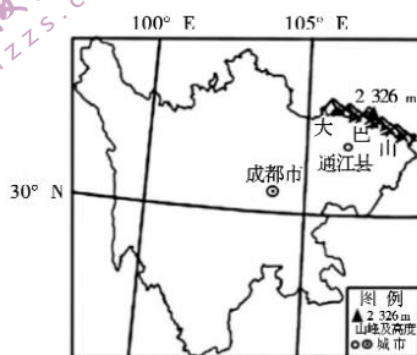 zzs.c
100° E 105° E
2 326 m
大 巴 山
通江县
成都市
30° N
图 例
▲ 2 326 m
山峰及高度
◎◉ 城 市